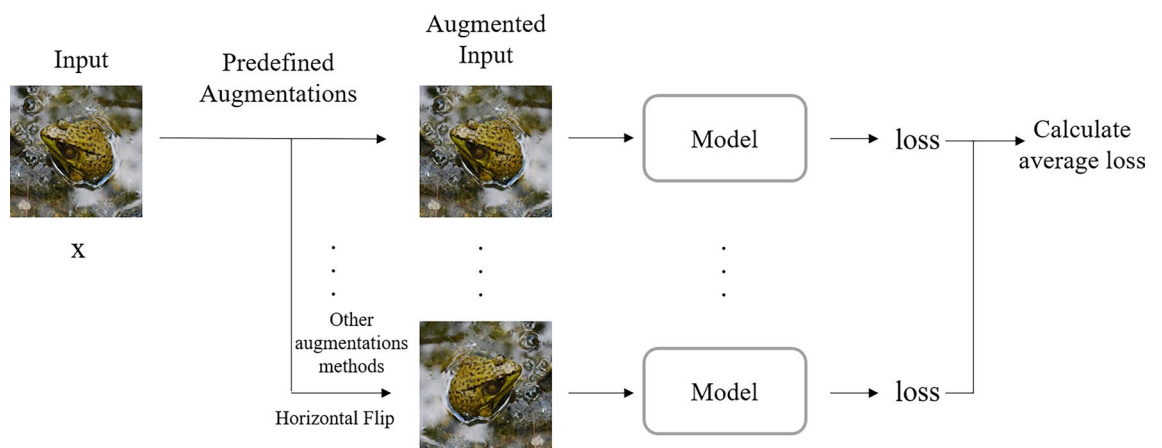 Input
Predefined
Augmentations
Augmented
Input
Model
loss
Calculate
average loss
x
Other
augmentations
methods
Horizontal Flip
Model
loss